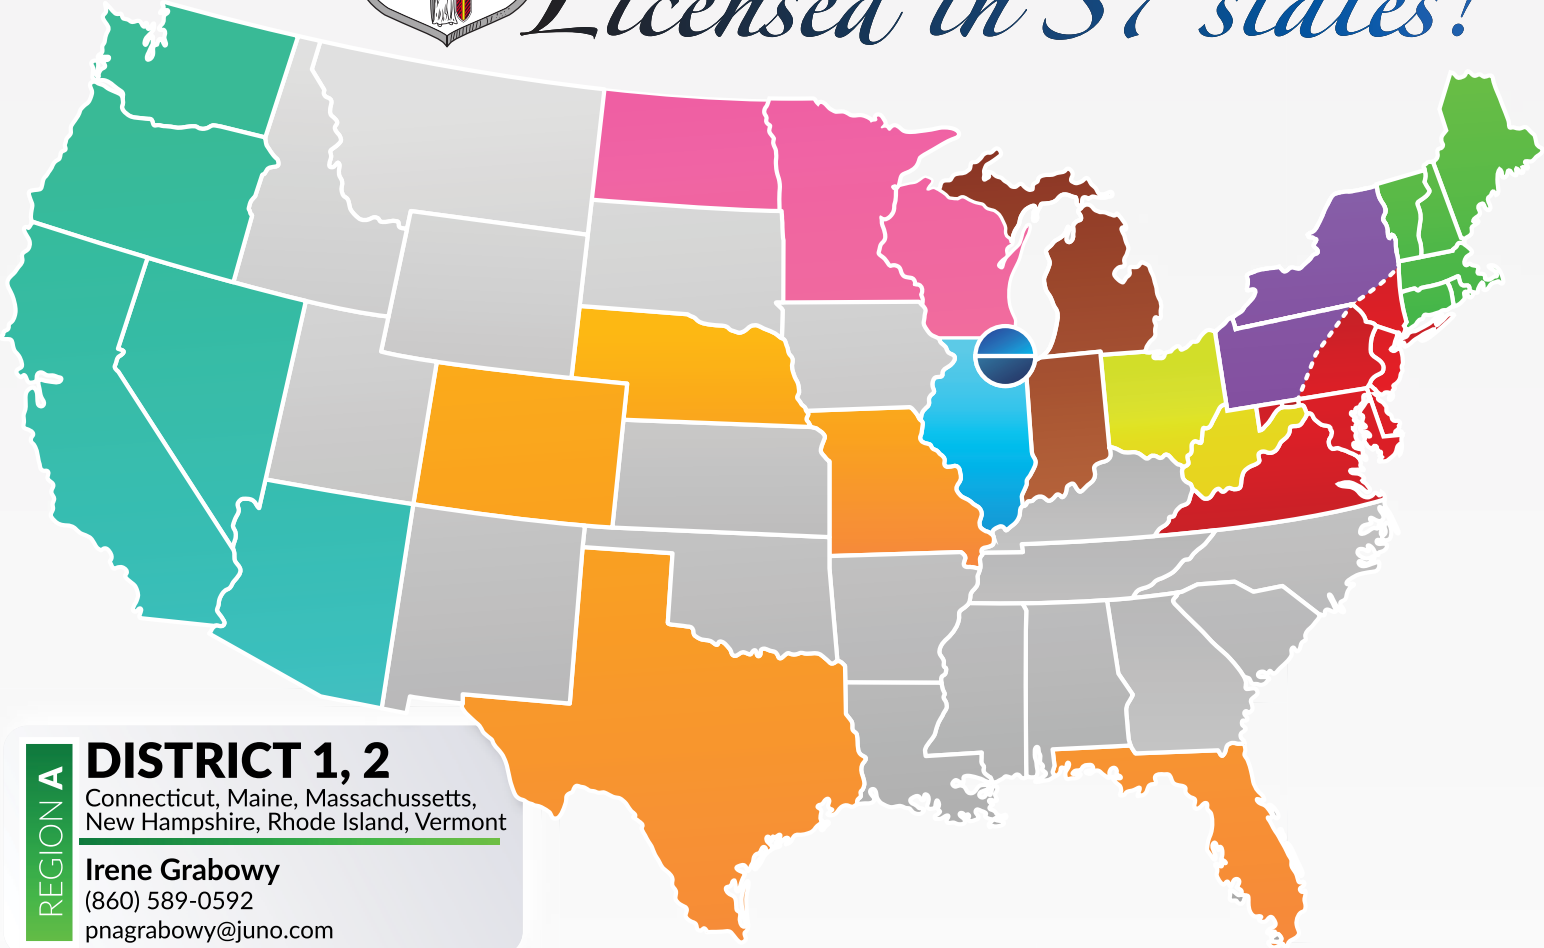 Licensed in 37 states!
DISTRICT 1, 2
Connecticut, Maine, Massachussetts,
New Hampshire, Rhode Island, Vermont
REGION A
Irene Grabowy
(860) 589-0592
pnagrabowy@juno.com